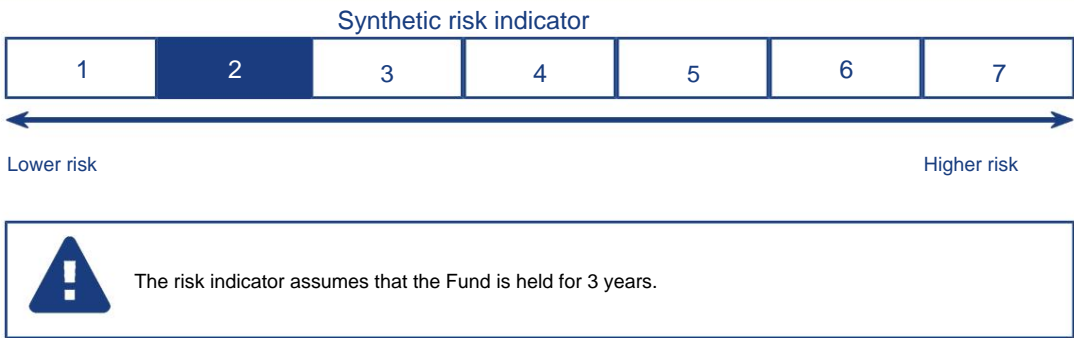 Synthetic risk indicator
1 2 3 4 5 6 7
Lower risk Higher risk
The risk indicator assumes that the Fund is held for 3 years.